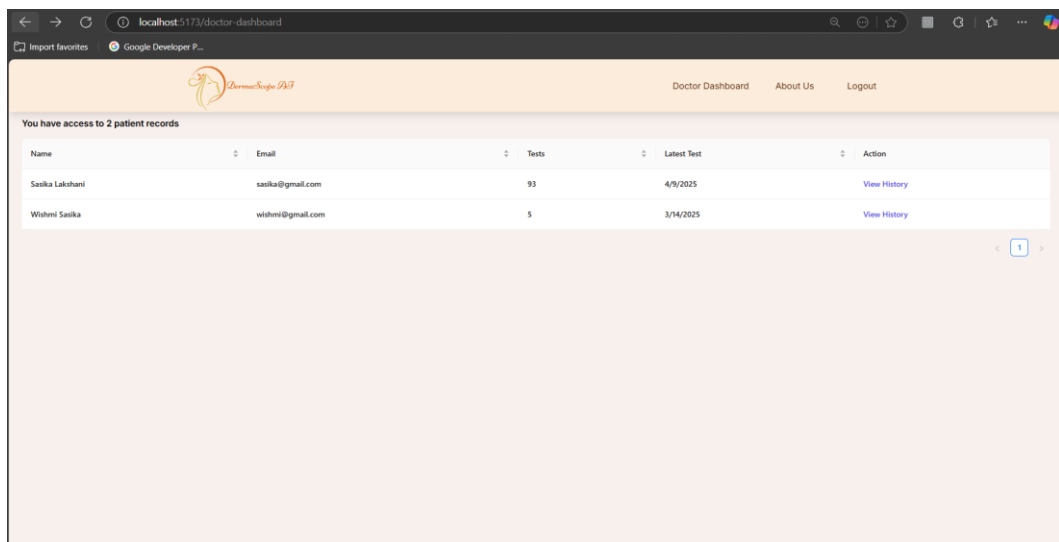 localhost:5173/doctor-dashboard
Import favorites Google Developer P...
DermacScope Doctor Dashboard About Us Logout
You have access to 2 patient records
Name Email Tests Latest Test Action
Sasika Lakshani sasika@gmail.com 93 4/9/2025 View History
Wishmi Sasika wishmi@gmail.com 5 3/14/2025 View History
1